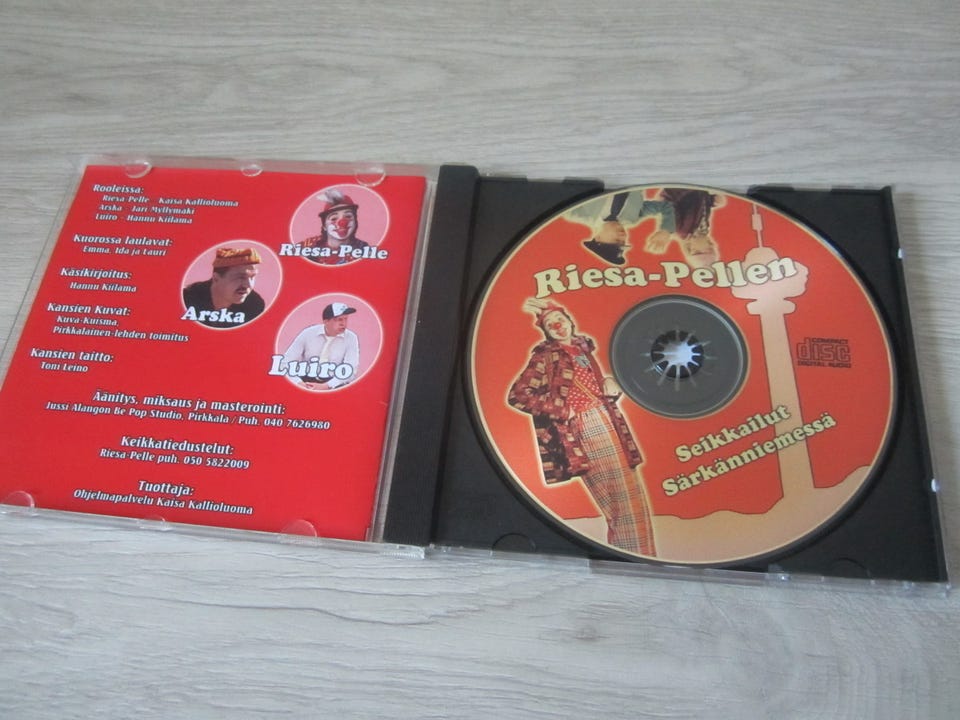 Rooleissa:
Riesa-Pelle - Kaisa Kallioluoma
Arska - Jari Myllymäki
Luiro - Hannu Kiilama
Kuorossa laulavat:
Emma, Ida ja Lauri
Käsikirjoitus:
Hannu Kiilama
Kansien Kuvat:
Kuva-Kuisma,
Pirkkalainen-lehden toimitus
Kansien taitto:
Toni Leino
Äänitys, miksaus ja masterointi:
Jussi Alangon Be Pop Studio, Pirkkala / Puh. 040 7626980
Keikkatiedustelut:
Riesa-Pelle puh. 050 5822009
Tuottaja:
Ohjelmapalvelu Kaisa Kallioluoma
Riesa-Pelle
Arska
Luiro
Riesa-Pellen
COMPACT
disc
DIGITAL AUDIO
Seikkailut
Särkänniemessä